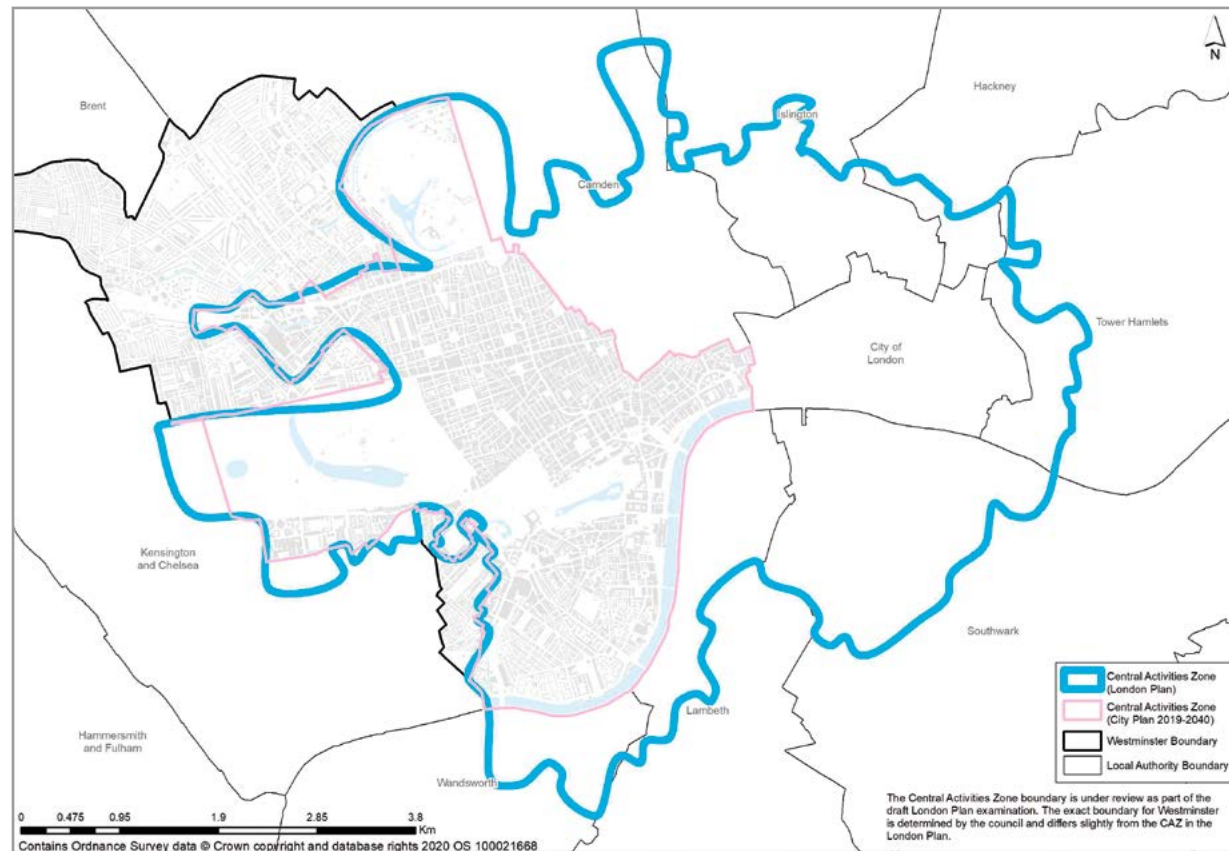 N
Brent
Hackney
Islington
Camden
Tower Hamlets
City of
London
Kensington
and Chelsea
Southwark
Lambeth
Hammersmith
and Fulham
Wandsworth
Central Activities Zone
(London Plan)
Central Activities Zone
(City Plan 2019-2040)
Westminster Boundary
Local Authority Boundary
0 0.475 0.95 1.9 2.85 3.8
Km
The Central Activities Zone boundary is under review as part of the
draft London Plan examination. The exact boundary for Westminster
is determined by the council and differs slightly from the CAZ in the
London Plan.
Contains Ordnance Survey data © Crown copyright and database rights 2020 OS 100021668